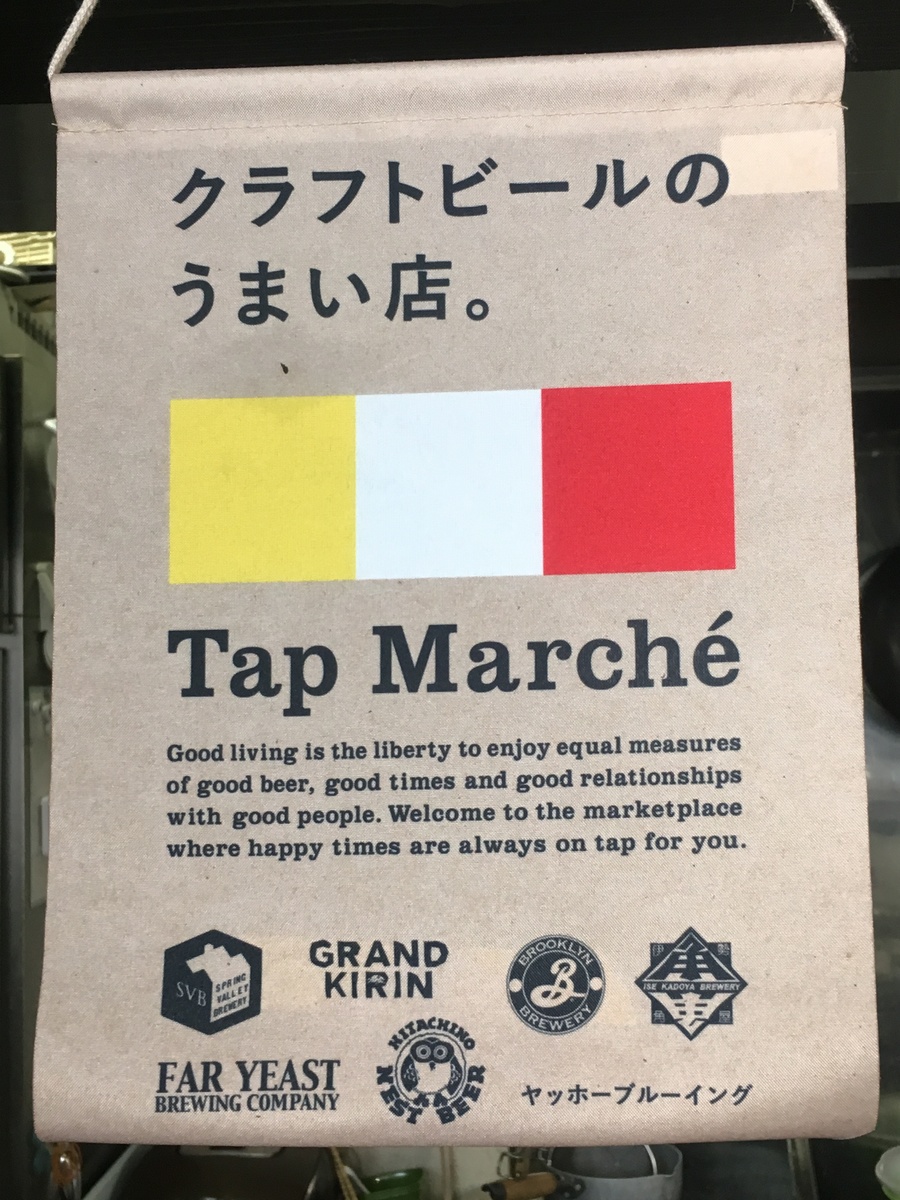 クラフトビールの
うまい店。
Tap Marché
Good living is the liberty to enjoy equal measures
of good beer, good times and good relationships
with good people. Welcome to the marketplace
where happy times are always on tap for you.
SVB
SPRING
VALLEY
BREWERY
GRAND
KIRIN
BROOKLYN
B
BREWERY
伊 勢
ISE KADOYA BREWERY
FAR YEAST
BREWING COMPANY
HITACHINO
NEST BEER
ヤッホーブルーイング